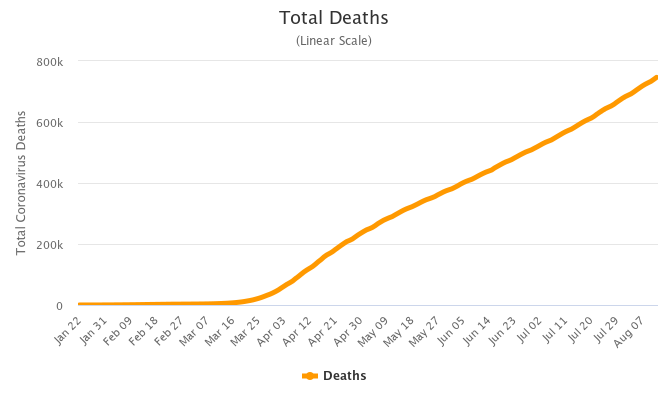 Total Deaths
(Linear Scale)
Total Coronavirus Deaths
800k
600k
400k
200k
0
Jan 22
Jan 31
Feb 09
Feb 18
Feb 27
Mar 07
Mar 16
Mar 25
Apr 03
Apr 12
Apr 21
Apr 30
May 09
May 18
May 27
Jun 05
Jun 14
Jun 23
Jul 02
Jul 11
Jul 20
Jul 29
Aug 07
Deaths